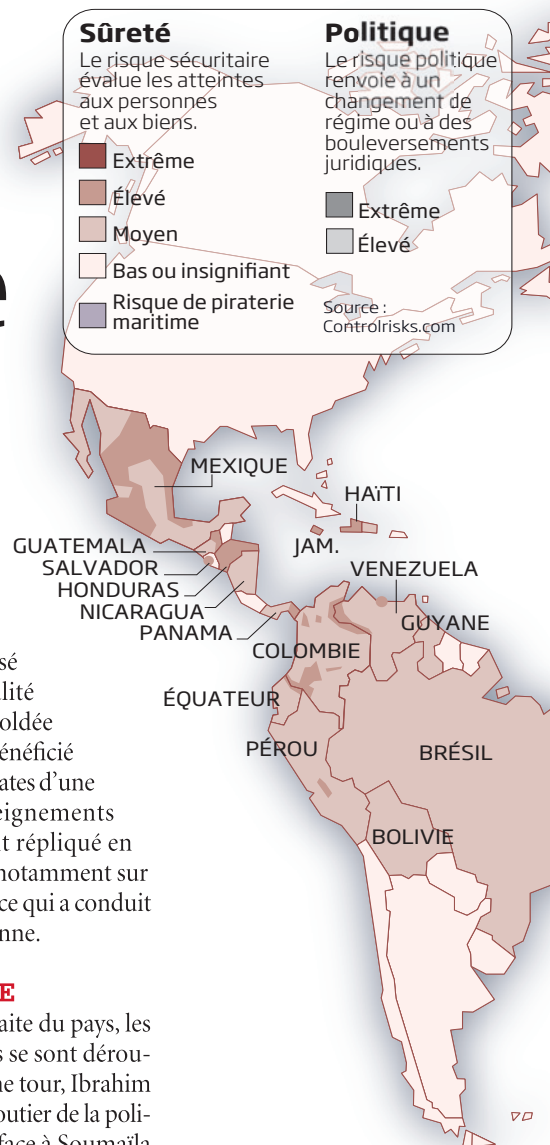 Sûreté
Le risque sécuritaire
évalue les atteintes
aux personnes
et aux biens.
Extrême
Élevé
Moyen
Bas ou insignifiant
Risque de piraterie
maritime
Politique
Le risque politique
renvoie à un
changement de
régime ou à des
bouleversements
juridiques.
Extrême
Élevé
Source :
Controlrisks.com
e
MEXIQUE
HAïTI
GUATEMALA
JAM.
SALVADOR
VENEZUELA
HONDURAS
NICARAGUA
GUYANE
PANAMA
COLOMBIE
ÉQUATEUR
PÉROU
BRÉSIL
BOLIVIE
sé
lité
oldée
énéficié
ates d'une
eignements
t répliqué en
notamment sur
ce qui a conduit
nne.
E
aite du pays, les
s se sont dérou-
ne tour, Ibrahim
outier de la poli-
face à Soumaïla